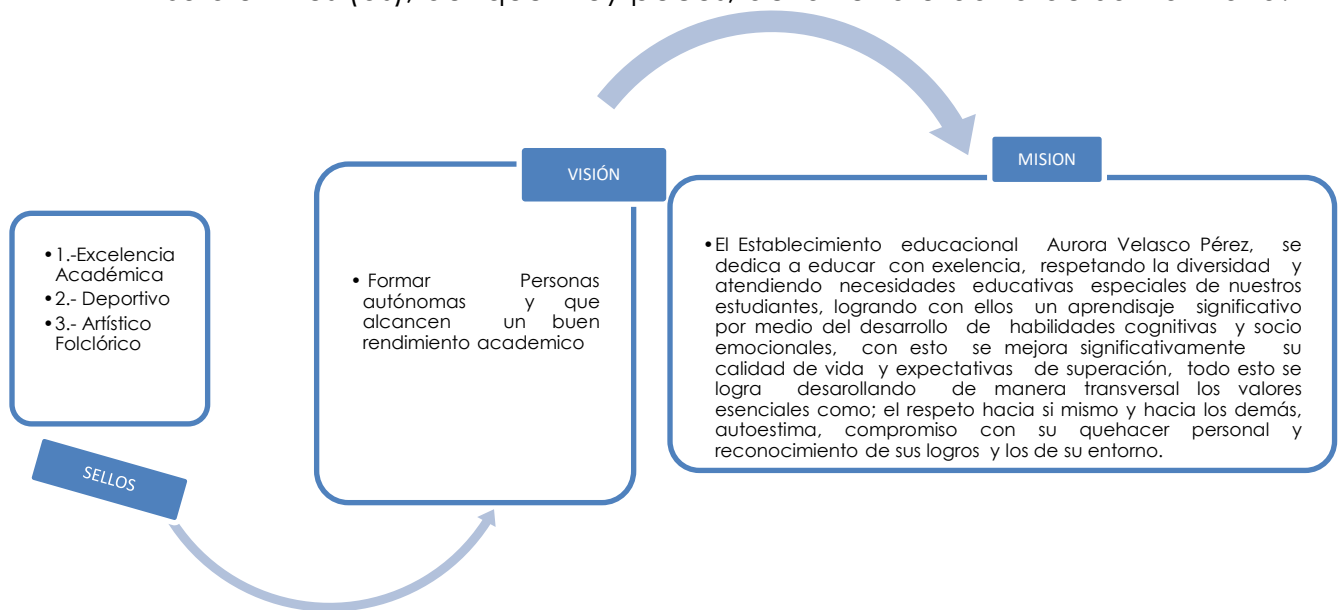 •1.-Excelencia
Académica
•2.- Deportivo
•3.- Artístico
Folclórico
SELLOS
VISIÓN
• Formar Personas
autónomas y que
alcancen un buen
rendimiento academico
MISION
•El Establecimiento educacional Aurora Velasco Pérez, se
dedica a educar con exelencia, respetando la diversidad y
atendiendo necesidades educativas especiales de nuestros
estudiantes, logrando con ellos un aprendisaje significativo
por medio del desarrollo de habilidades cognitivas y socio
emocionales, con esto se mejora significativamente su
calidad de vida y expectativas de superación, todo esto se
logra desarollando de manera transversal los valores
esenciales como; el respeto hacia si mismo y hacia los demás,
autoestima, compromiso con su quehacer personal y
reconocimiento de sus logros y los de su entorno.